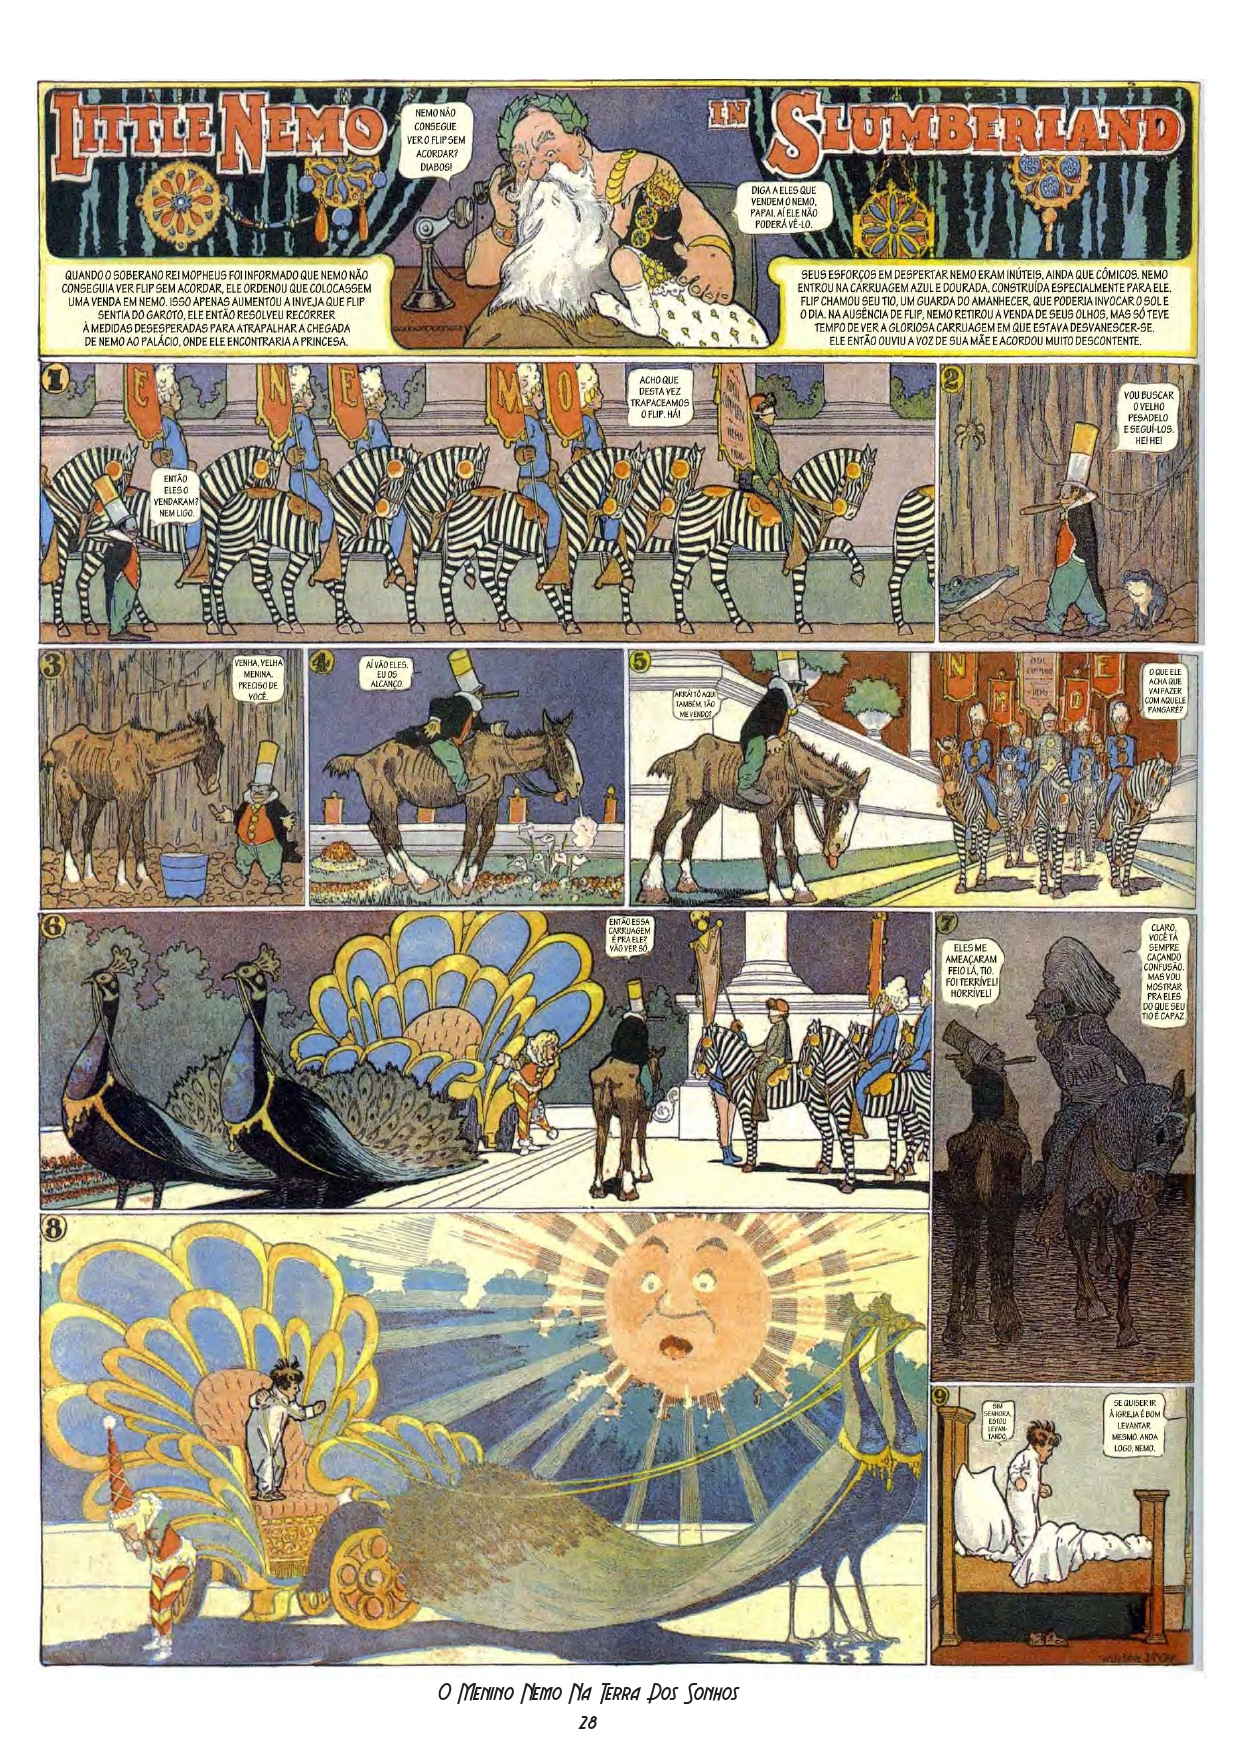 LITTLE NEMO IN SLUMBERLAND
NEMO NÃO
CONSEGUE
VER O FLIP SEM
ACORDAR?
DIABOS!
DIGA A ELES QUE
VENDEM O NEMO,
PAPAI, AÍ ELE NÃO
PODERÁ VÊ-LO.
QUANDO O SOBERANO REI MOPHEUS FOI INFORMADO QUE NEMO NÃO
CONSEGUIA VER FLIP SEM ACORDAR, ELE ORDENOU QUE COLOCASSEM
UMA VENDA EM NEMO. ISSO APENAS AUMENTOU A INVEJA QUE FLIP
SENTIA DO GAROTO, ELE ENTÃO RESOLVEU RECORRER
À MEDIDAS DESESPERADAS PARA ATRAPALHAR A CHEGADA
DE NEMO AO PALÁCIO, ONDE ELE ENCONTRARIA A PRINCESA.
SEUS ESFORÇOS EM DESPERTAR NEMO ERAM INÚTEIS, AINDA QUE CÔMICOS. NEMO
ENTROU NA CARRUAGEM AZUL E DOURADA, CONSTRUÍDA ESPECIALMENTE PARA ELE.
FLIP CHAMOU SEU TIO, UM GUARDA DO AMANHECER, QUE PODERIA INVOCAR O SOL E
O DIA. NA AUSÊNCIA DE FLIP, NEMO RETIROU A VENDA DE SEUS OLHOS, MAS SÓ TEVE
TEMPO DE VER A GLORIOSA CARRUAGEM EM QUE ESTAVA DESVANESCER-SE.
ELE ENTÃO OUVIU A VOZ DE SUA MÃE E ACORDOU MUITO DESCONTENTE.
1
E N E M O
ENTÃO
ELES O
VENDARAM?
NEM LIGO.
ACHO QUE
DESTA VEZ
TRAPACEAMOS
O FLIP. HÁ!
NEMO
2
VOU BUSCAR
O VELHO
PESADELO
E SEGUÍ-LOS.
HEI HEI
3
VENHA, VELHA
MENINA.
PRECISO DE
VOCÊ.
4
AÍ VÃO ELES.
EU OS
ALCANÇO.
5
ARRÁ! TÔ AQUI
TAMBÉM, TÃO
ME VENDO?
N M O E
O QUE ELE
ACHA QUE
VAI FAZER
COM AQUELE
PANGARÉ?
6
ENTÃO ESSA
CARRUAGEM
É PRA ELE?
VÃO VER SÓ.
7
ELES ME
AMEAÇARAM
FEIO LÁ, TIO.
FOI TERRÍVEL!
HORRÍVEL!
CLARO,
VOCÊ TÁ
SEMPRE
CAÇANDO
CONFUSÃO.
MAS VOU
MOSTRAR
PRA ELES
DO QUE SEU
TIO É CAPAZ.
8
9
SIM
SENHORA,
ESTOU
LEVAN-
TANDO.
SE QUISER IR
À IGREJA É BOM
LEVANTAR
MESMO. ANDA
LOGO, NEMO.
O MENINO NEMO NA TERRA DOS SONHOS
28